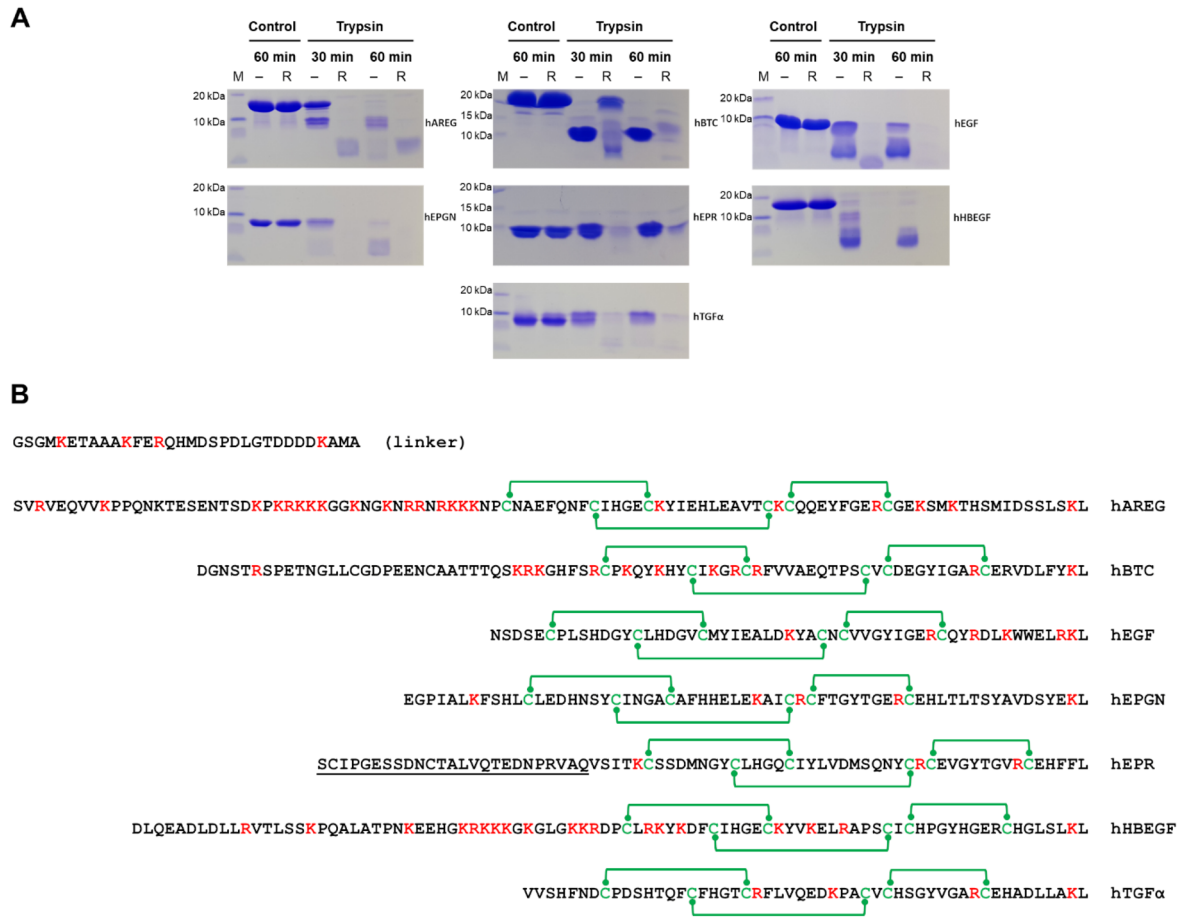 A
Control Trypsin Control Trypsin Control Trypsin
60 min 30 min 60 min 60 min 30 min 60 min 60 min 30 min 60 min
M – R – R – R M – R – R – R M – R – R – R
20 kDa
10 kDa
hAREG
20 kDa
15 kDa
10 kDa
hBTC
20 kDa
10 kDa
hEGF
20 kDa
10 kDa
hEPGN
20 kDa
15 kDa
10 kDa
hEPR
20 kDa
10 kDa
hHBEGF
20 kDa
10 kDa
hTGFα
B
GSGMKETAAAKFERQHMDSPDLGTDDDDKAMA (linker)
SVRVEQVVKPPQNKTESENTSDKPKRKKKGGKNGKNRRNRKKKNPCNAEFQNFCIHGECKYIEHLEAVTCKCQQEYFGERCGEKSMKTHSMIDSSLSKL hAREG
DGNSTRSPETNGLLCGDPEENCAATTTQSKRKGHFSRCPKQYKHYCIKGRCRFVVAEQTPSCVCDEGYIGARCERVDLFYKL hBTC
NSDSECPLSHDGYCLHDGVCMYIEALDKYACNCVVGYIGERCQYRDLKWWELRKL hEGF
EGPIALKFSHLCLEDHNSYCINGACAFHHELEKAICRCFTGYTGERCEHLTLTSYAVDSYEKL hEPGN
SCIPGESSDNCTALVQTEDNPRVAQVSITKCSSDMNGYCLHGQCIYLVDMSQNYCRCEVGYTGVRCEHFFL hEPR
DLQEADLDLLRVTLSSKPQALATPNKEEHGKRKKKGKGLGKKRDPCLRKYKDFCIHGECKYVKELRAPSCICHPGYHGERCHGLSLKL hHBEGF
VVSHFNDCPDSHTQFCFHGTCRFLVQEDKPACVCHSGYVGARCEHADLLAKL hTGFα